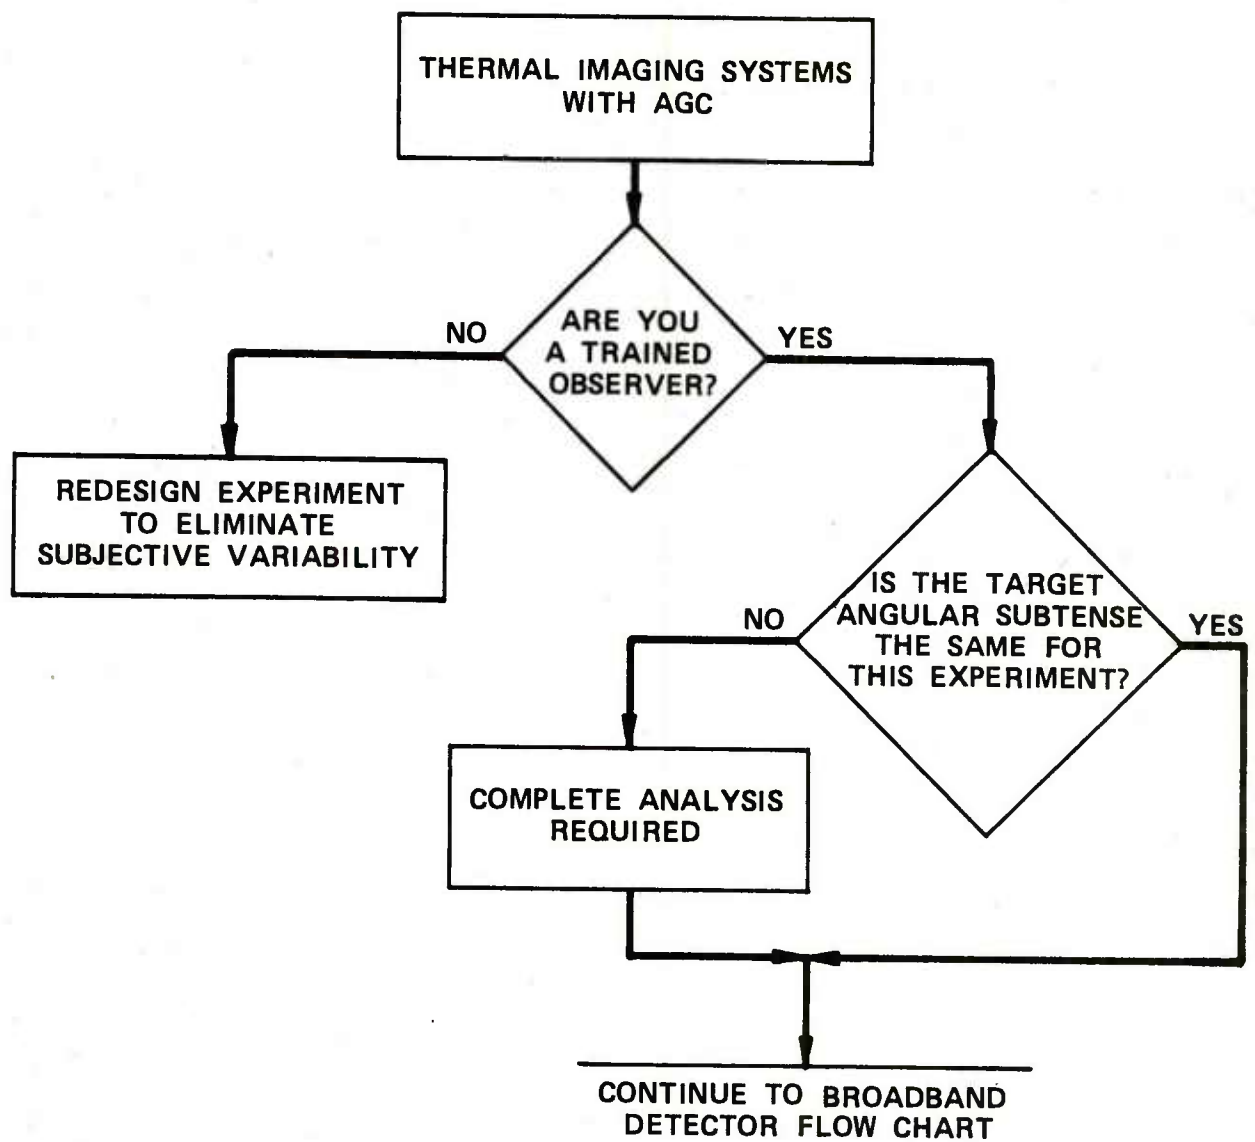 THERMAL IMAGING SYSTEMS
WITH AGC
ARE YOU
A TRAINED
OBSERVER?
NO
YES
REDESIGN EXPERIMENT
TO ELIMINATE
SUBJECTIVE VARIABILITY
IS THE TARGET
ANGULAR SUBTENSE
THE SAME FOR
THIS EXPERIMENT?
NO
YES
COMPLETE ANALYSIS
REQUIRED
CONTINUE TO BROADBAND
DETECTOR FLOW CHART